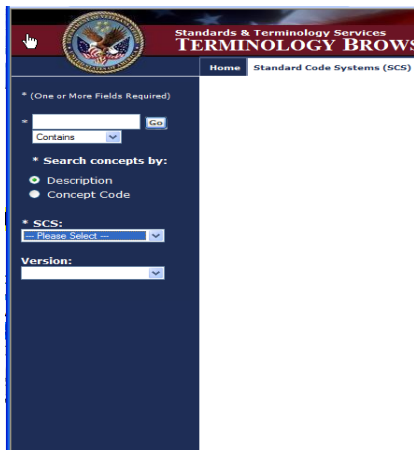 Standards & Terminology Services
TERMINOLOGY BROWS
Home Standard Code Systems (SCS)
* (One or More Fields Required)
* Go
Contains
* Search concepts by:
Description
Concept Code
* SCS:
-- Please Select --
Version: